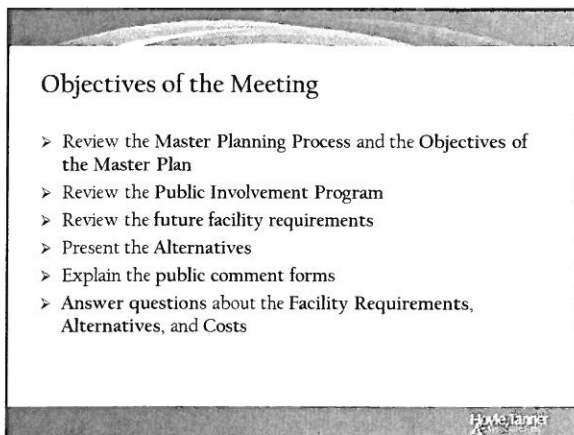 Objectives of the Meeting
➢ Review the Master Planning Process and the Objectives of
the Master Plan
➢ Review the Public Involvement Program
➢ Review the future facility requirements
➢ Present the Alternatives
➢ Explain the public comment forms
➢ Answer questions about the Facility Requirements,
Alternatives, and Costs
Hoyle, Tanner